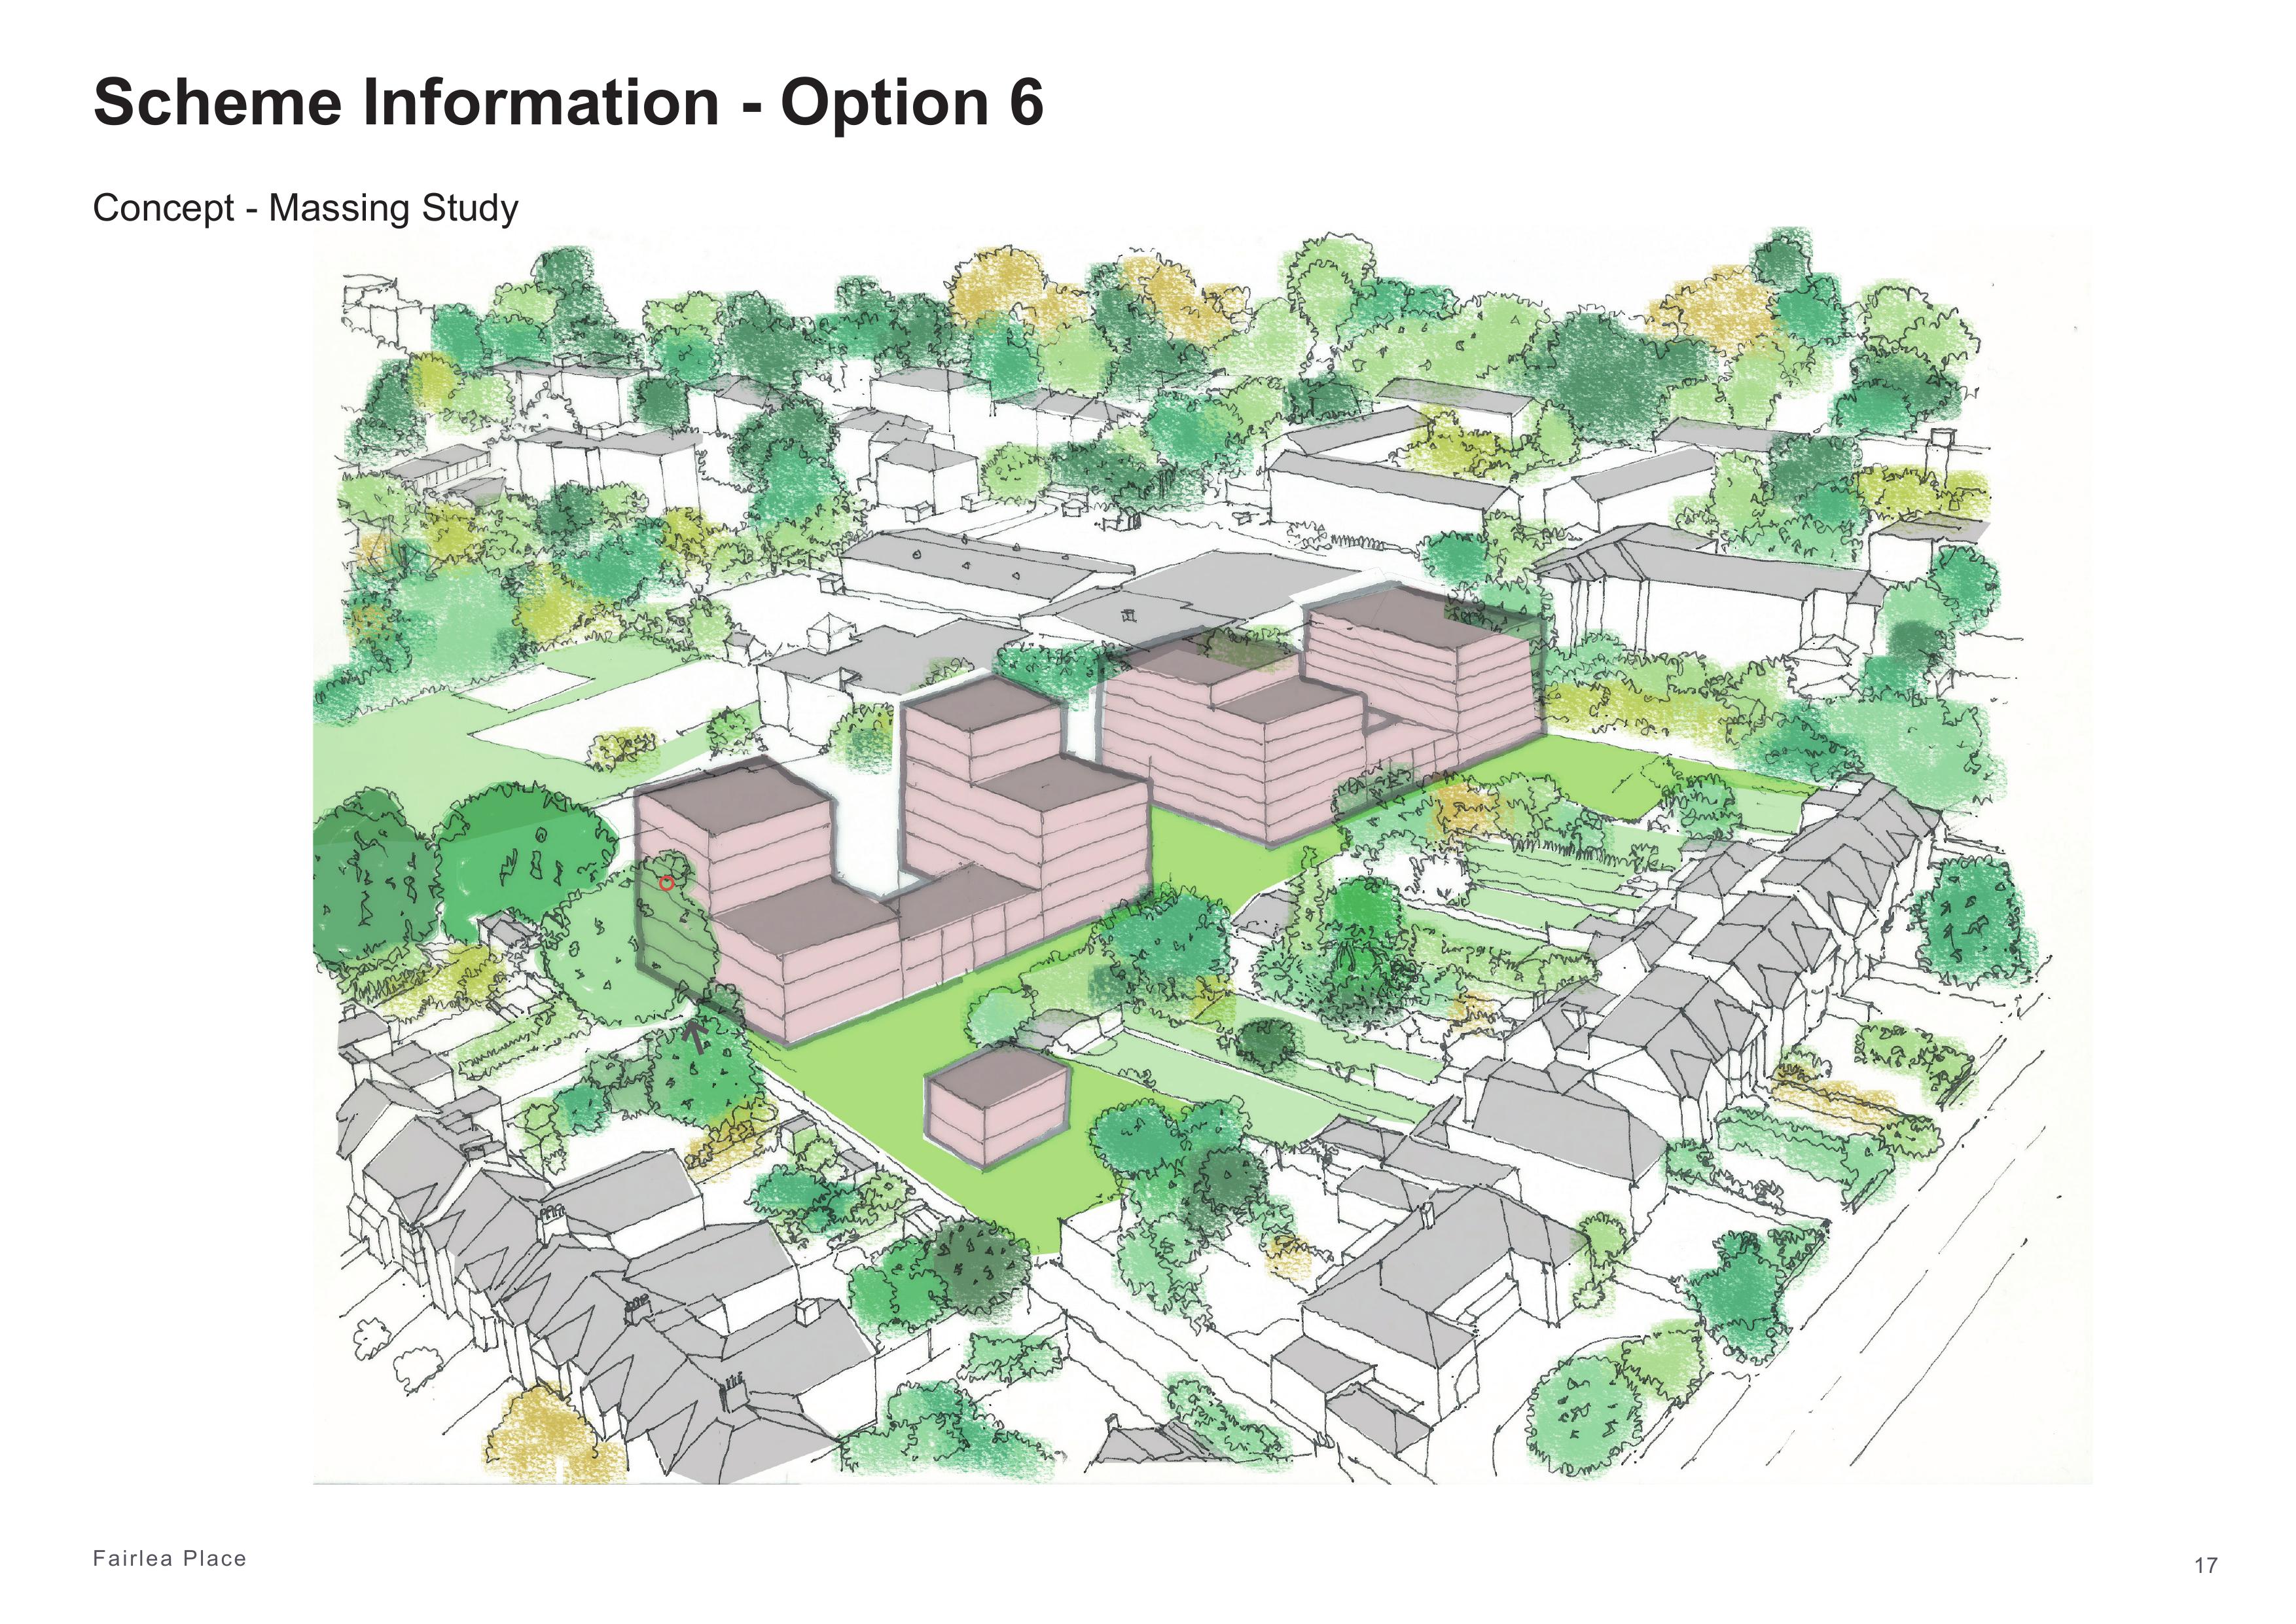 Scheme Information - Option 6
Concept - Massing Study
Fairlea Place
17